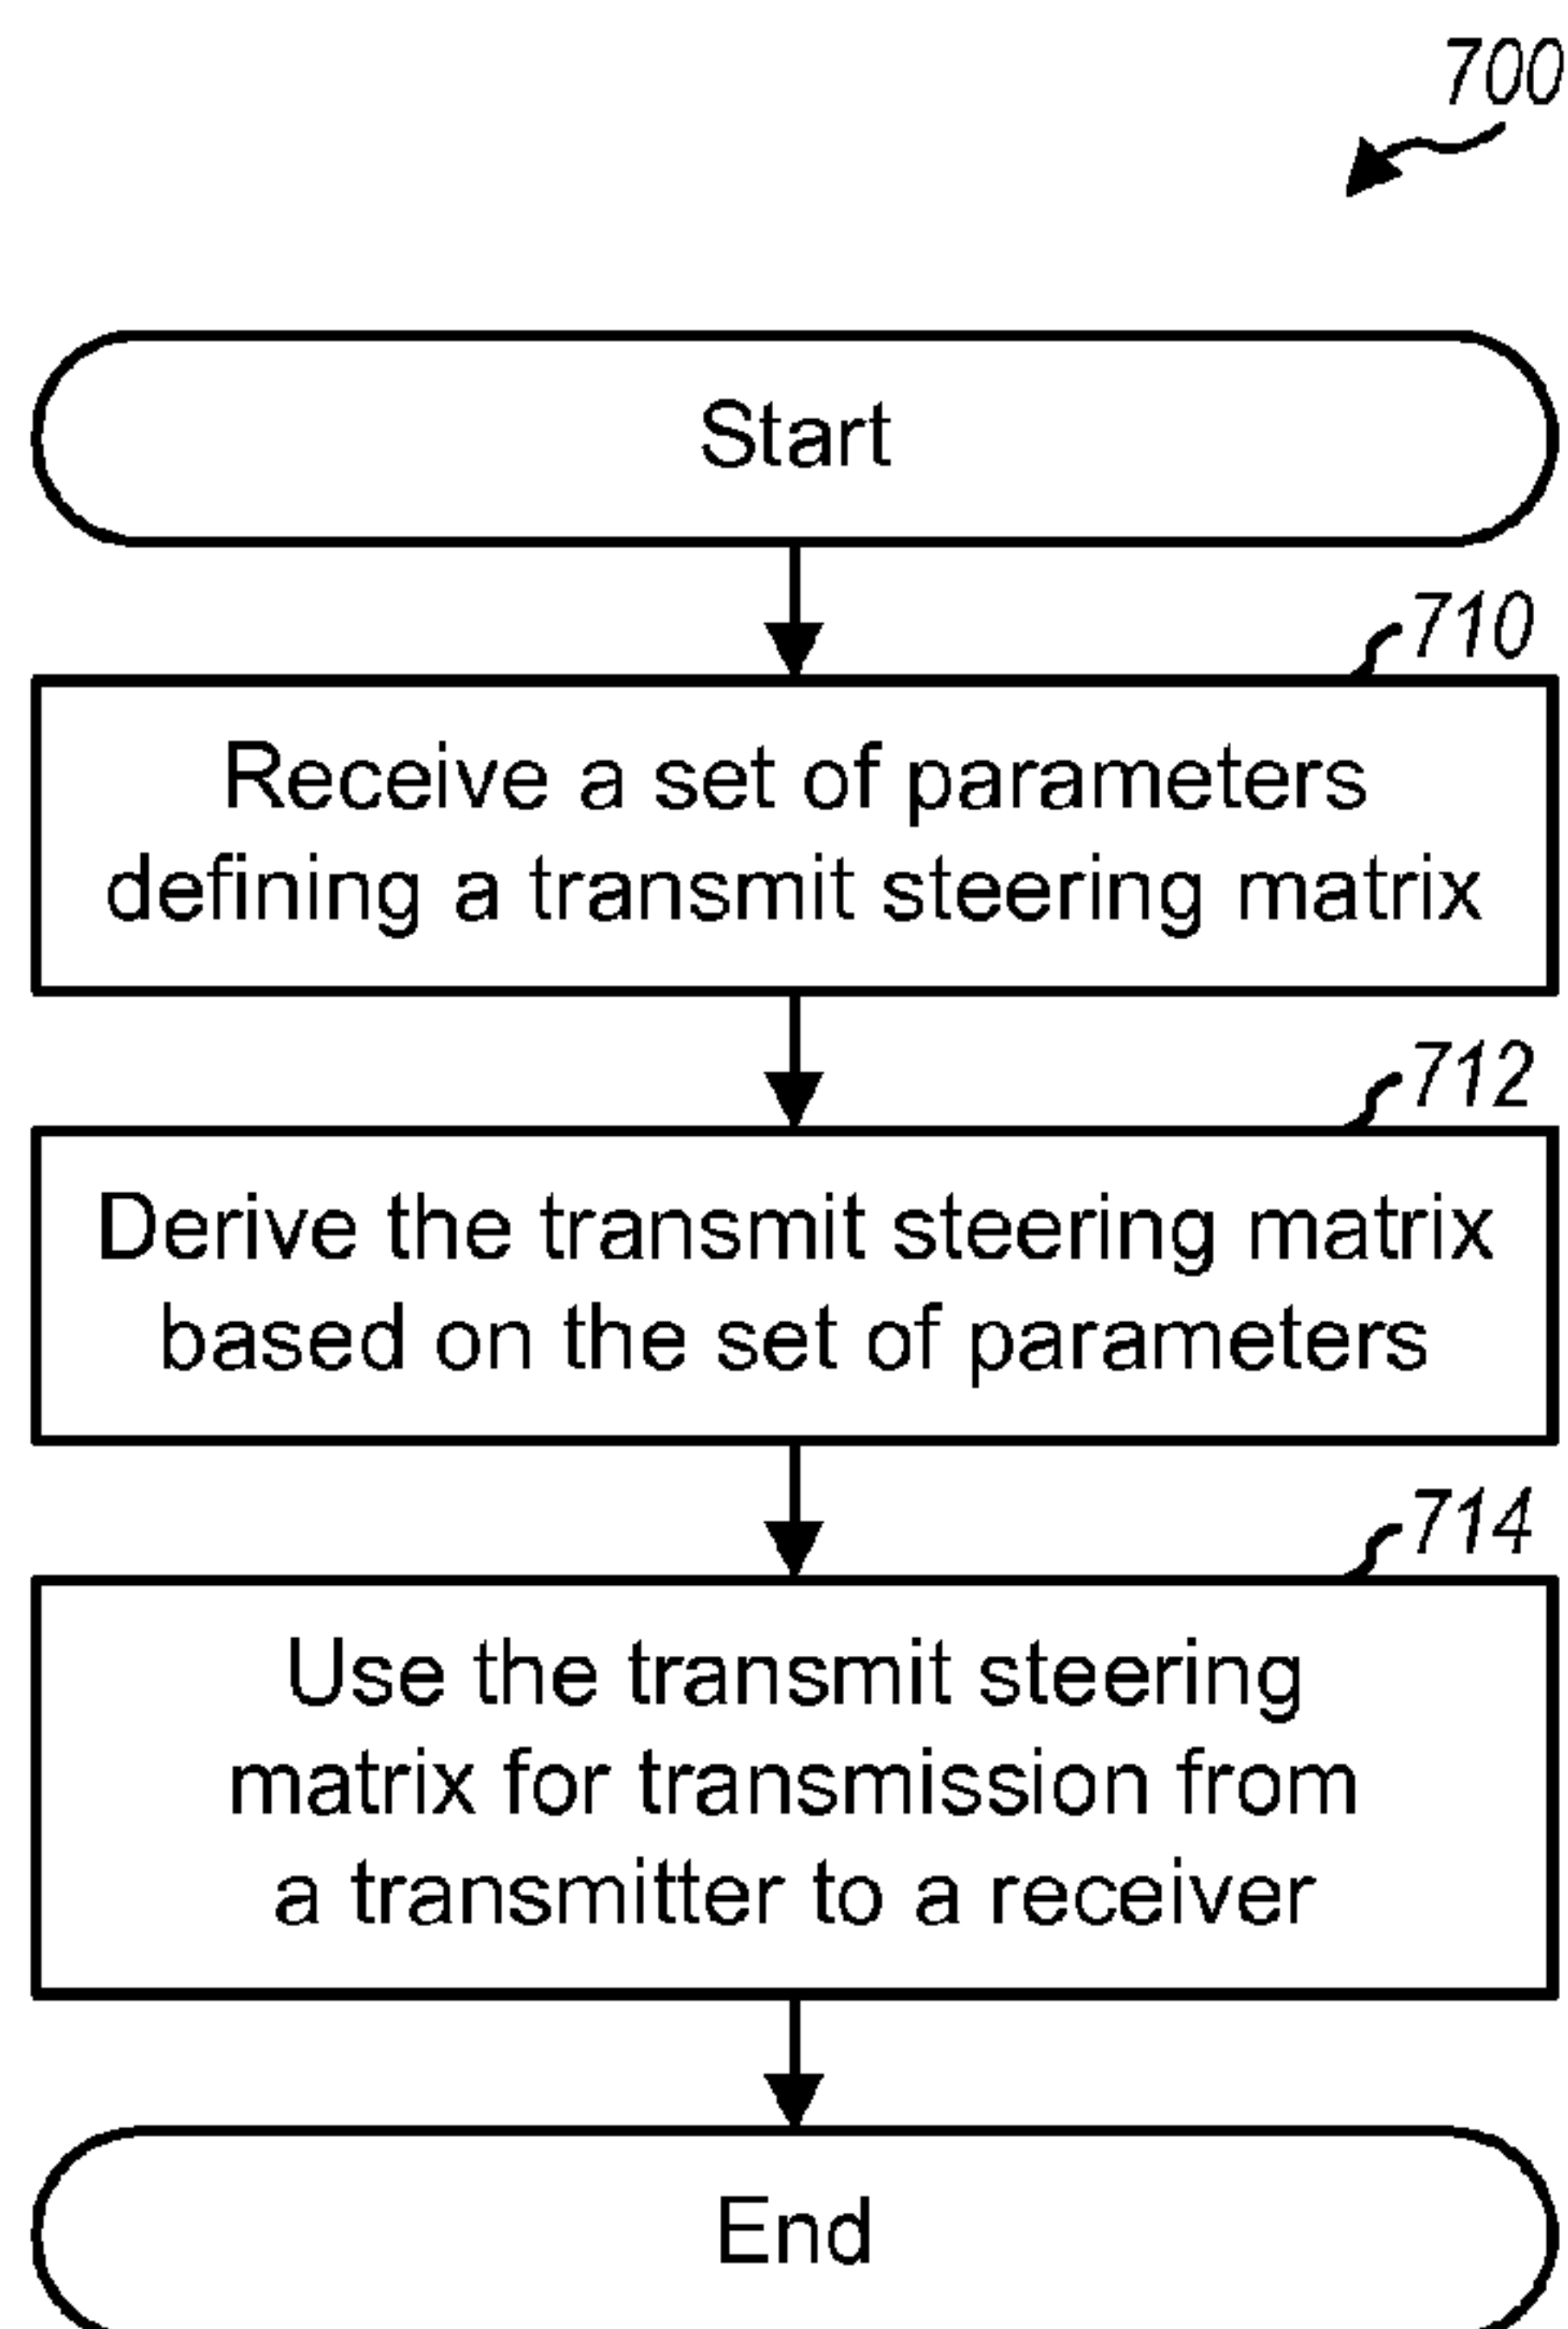 700
Start
710
Receive a set of parameters
defining a transmit steering matrix
712
Derive the transmit steering matrix
based on the set of parameters
714
Use the transmit steering
matrix for transmission from
a transmitter to a receiver
End